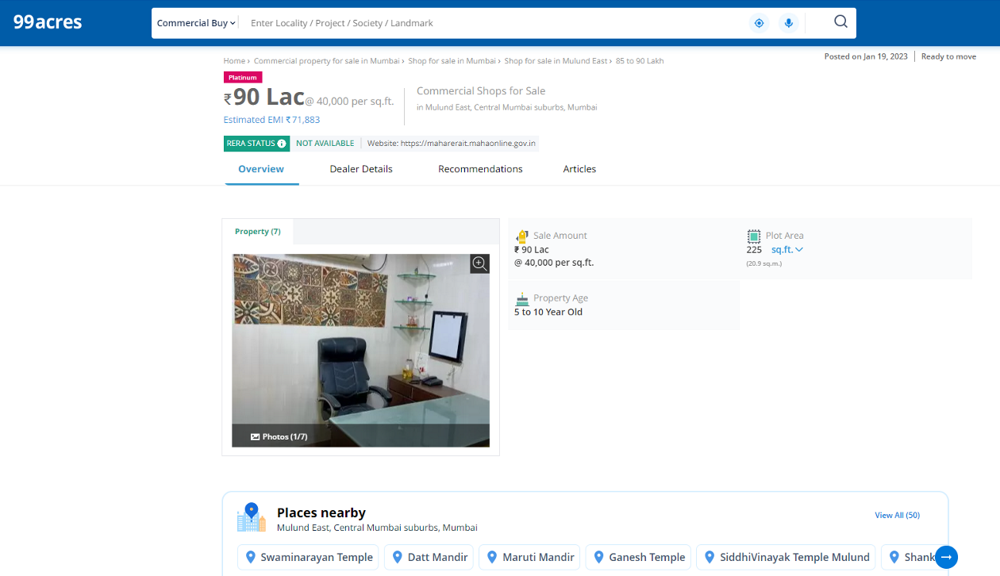 99acres
Commercial Buy
Enter Locality / Project / Society / Landmark
Home › Commercial property for sale in Mumbai › Shop for sale in Mumbai › Shop for sale in Mulund East › 85 to 90 Lakh
Posted on Jan 19, 2023 Ready to move
Platinum
₹90 Lac@ 40,000 per sq.ft.
Estimated EMI ₹71,883
Commercial Shops for Sale
in Mulund East, Central Mumbai suburbs, Mumbai
RERA STATUS NOT AVAILABLE Website: https://maharerait.mahaonline.gov.in
Overview Dealer Details Recommendations Articles
Property (7)
Photos (1/7)
Sale Amount
₹ 90 Lac
@ 40,000 per sq.ft.
Plot Area
225 sq.ft.
(20.9 sq.m.)
Property Age
5 to 10 Year Old
Places nearby
Mulund East, Central Mumbai suburbs, Mumbai
View All (50)
Swaminarayan Temple Datt Mandir Maruti Mandir Ganesh Temple SiddhiVinayak Temple Mulund Shank